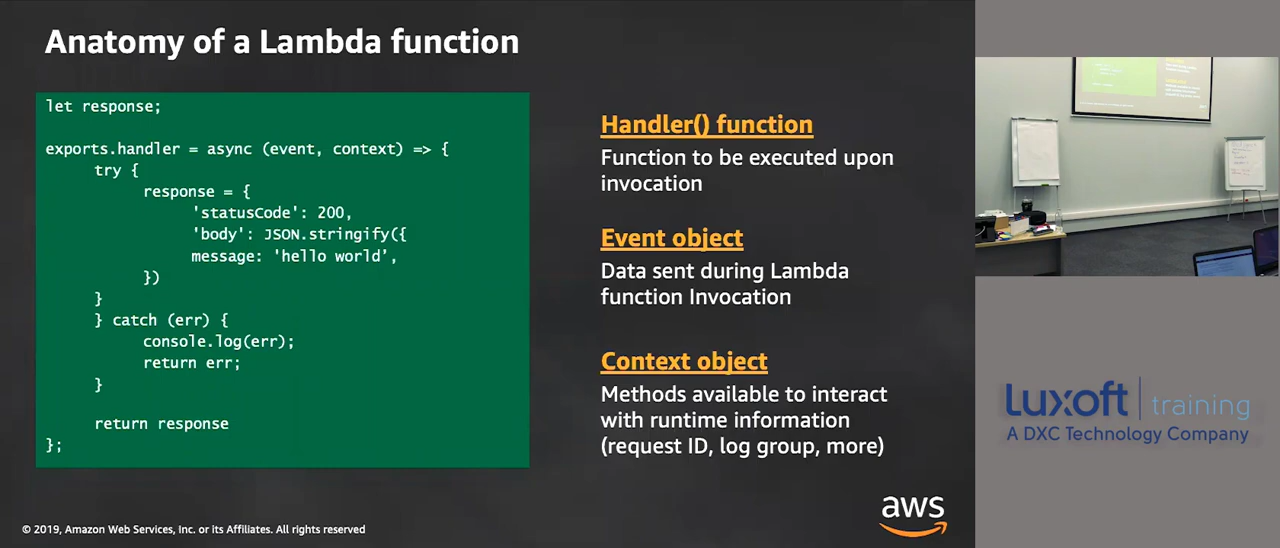 Anatomy of a Lambda function
let response;
exports.handler = async (event, context) => {
try {
response = {
'statusCode': 200,
'body': JSON.stringify({
message: 'hello world’,
})
}
} catch (err) {
console.log(err);
return err;
}
return response
};
Handler() function
Function to be executed upon
invocation
Event object
Data sent during Lambda
function Invocation
Context object
Methods available to interact
with runtime information
(request ID, log group, more)
© 2019, Amazon Web Services, Inc. or its Affiliates. All rights reserved
aws
Luxoft training
A DXC Technology Company